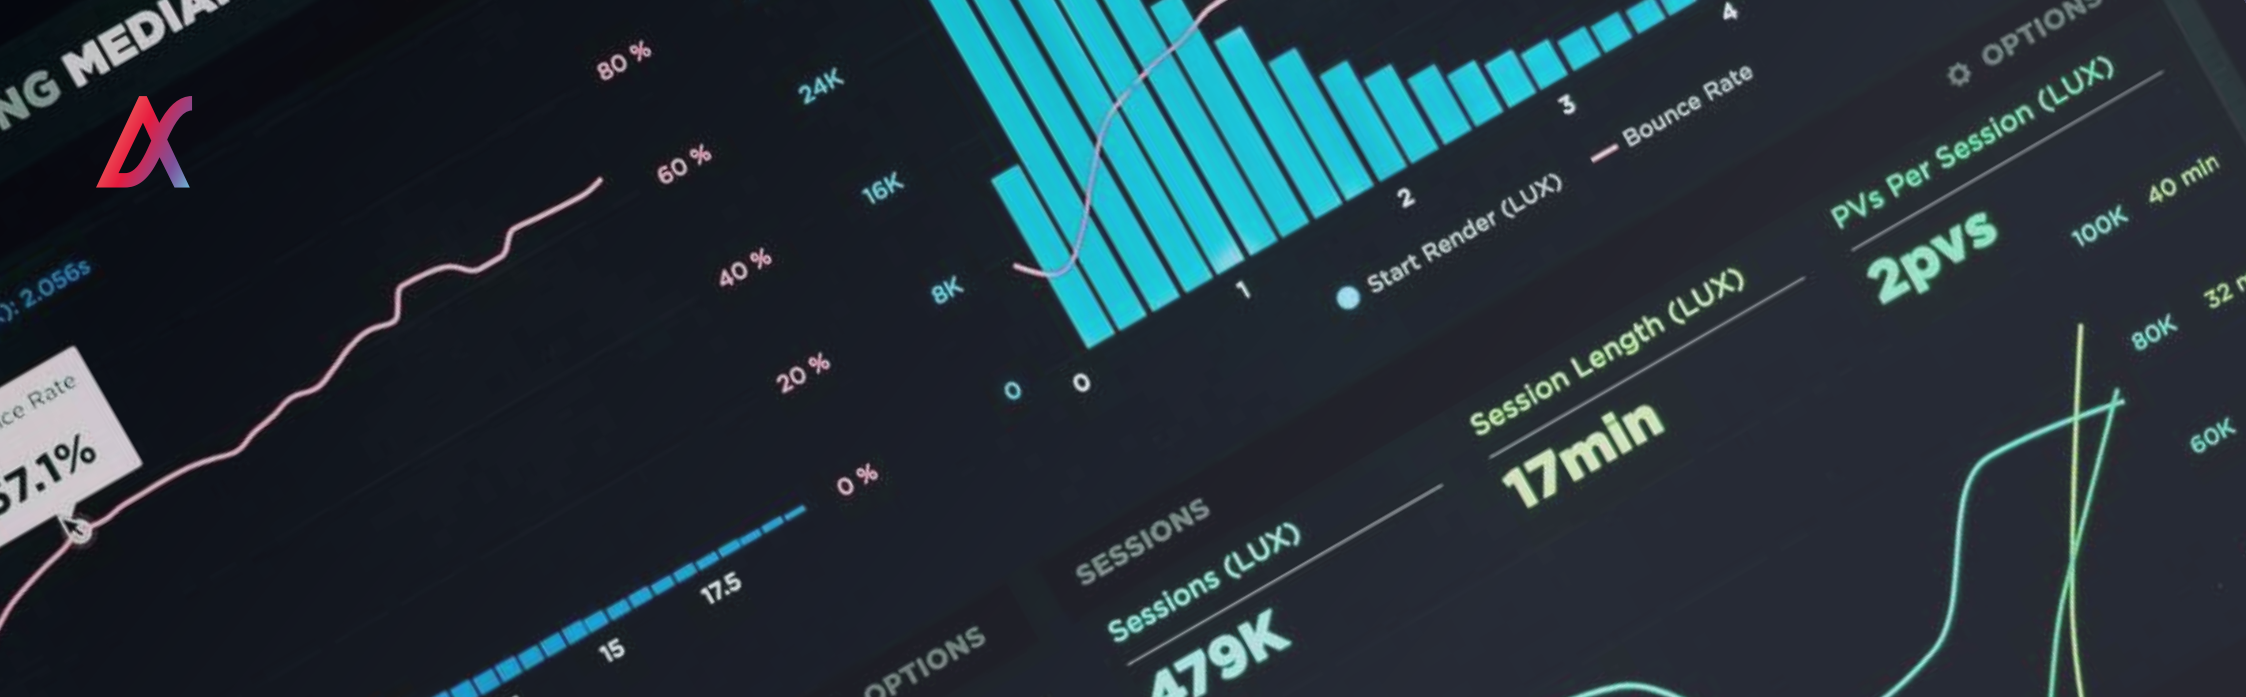 NG MEDIA
80 %
60 %
40 %
20 %
0 %
): 2.056s
ce Rate
57.1%
15
17.5
OPTIONS
24K
16K
8K
0
0
1
2
3
4
Start Render (LUX)
Bounce Rate
OPTIONS
SESSIONS
Sessions (LUX)
479K
Session Length (LUX)
17min
PVs Per Session (LUX)
2pvs
100K
80K
60K
40 min
32 m